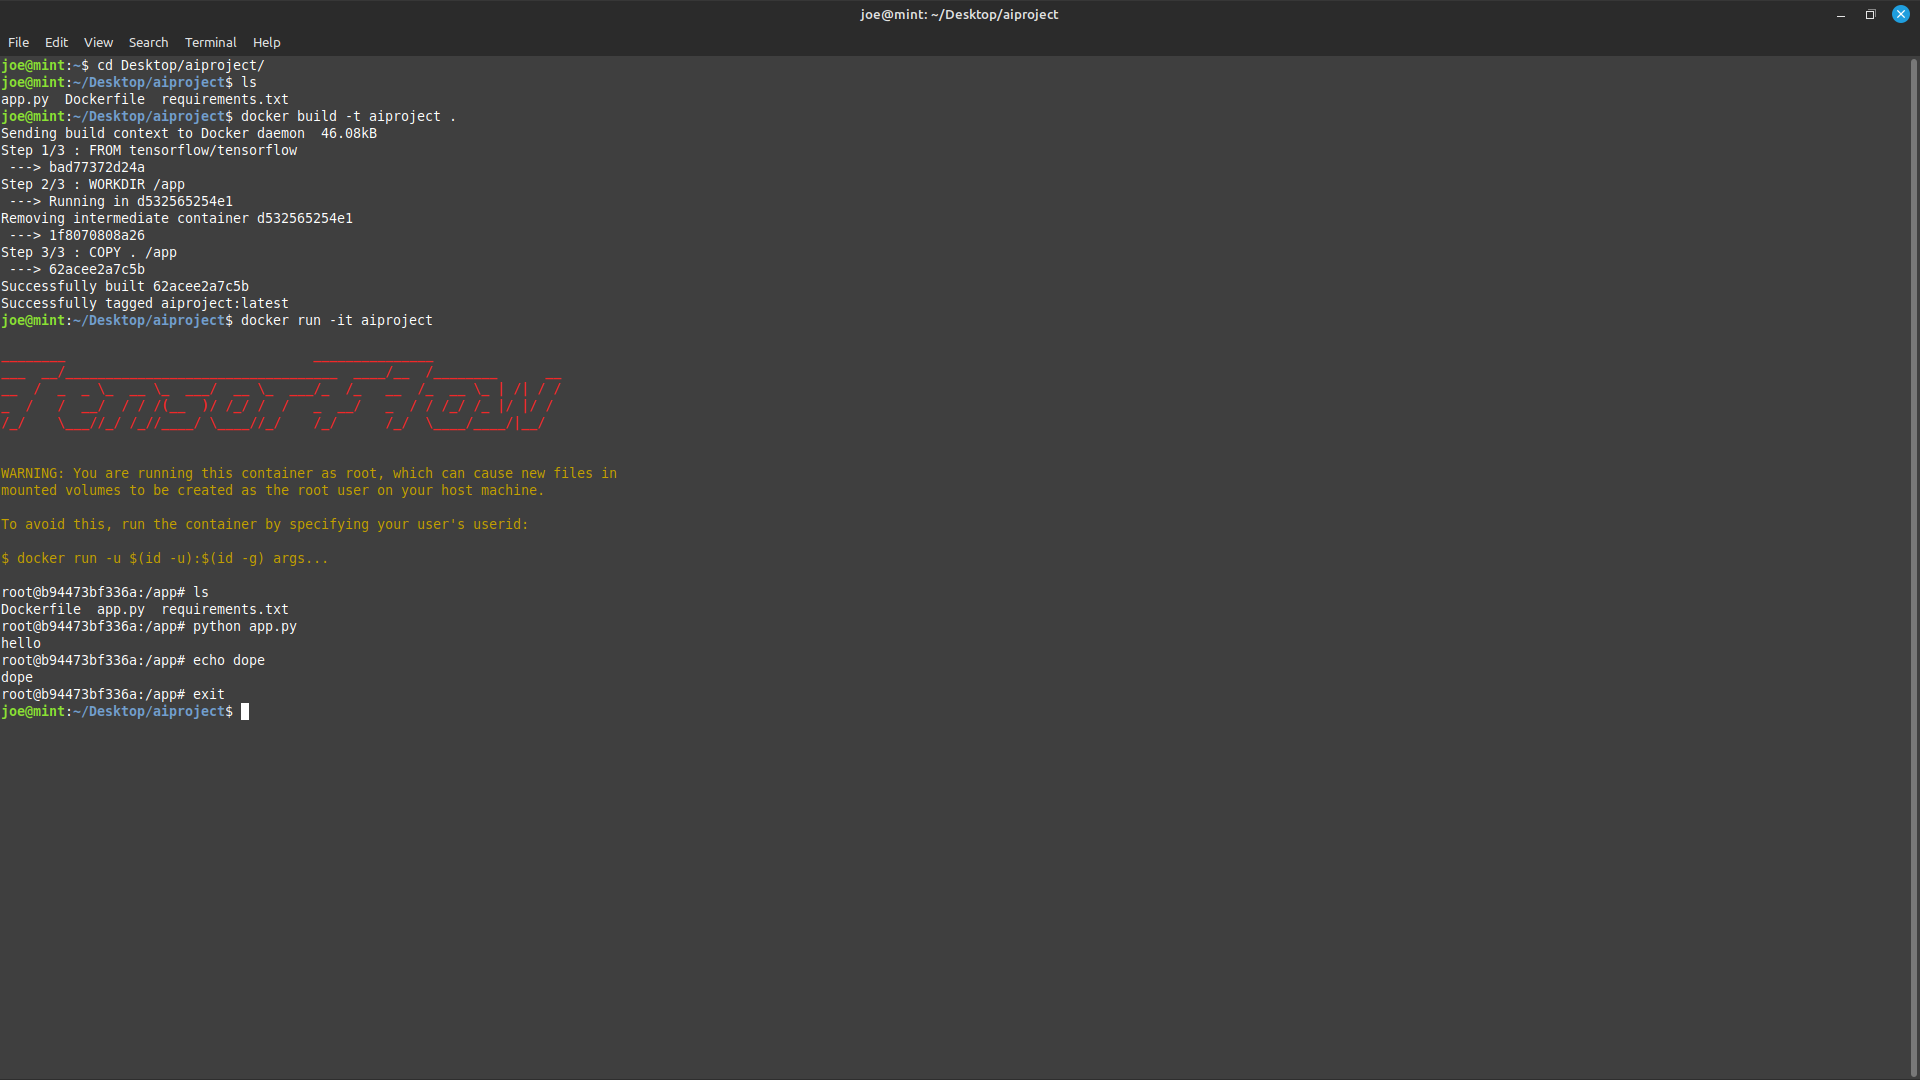 joe@mint: ~/Desktop/aiproject
File Edit View Search Terminal Help
joe@mint:~$ cd Desktop/aiproject/
joe@mint:~/Desktop/aiproject$ ls
app.py  Dockerfile  requirements.txt
joe@mint:~/Desktop/aiproject$ docker build -t aiproject .
Sending build context to Docker daemon  46.08kB
Step 1/3 : FROM tensorflow/tensorflow
 ---> bad77372d24a
Step 2/3 : WORKDIR /app
 ---> Running in d532565254e1
Removing intermediate container d532565254e1
 ---> 1f8070808a26
Step 3/3 : COPY . /app
 ---> 62acee2a7c5b
Successfully built 62acee2a7c5b
Successfully tagged aiproject:latest
joe@mint:~/Desktop/aiproject$ docker run -it aiproject
TensorFlow
WARNING: You are running this container as root, which can cause new files in
mounted volumes to be created as the root user on your host machine.
To avoid this, run the container by specifying your user's userid:
$ docker run -u $(id -u):$(id -g) args...
root@b94473bf336a:/app# ls
Dockerfile  app.py  requirements.txt
root@b94473bf336a:/app# python app.py
hello
root@b94473bf336a:/app# echo dope
dope
root@b94473bf336a:/app# exit
joe@mint:~/Desktop/aiproject$